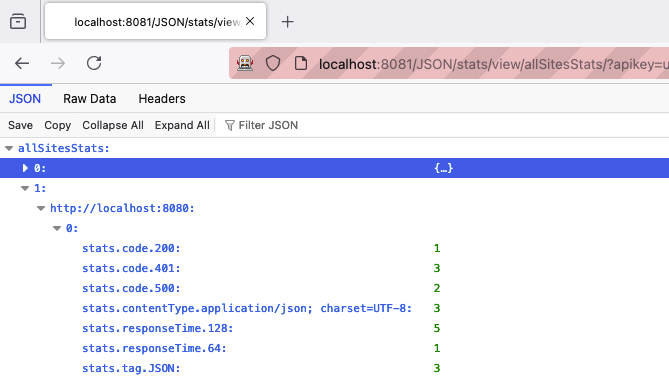 localhost:8081/JSON/stats/view/
localhost:8081/JSON/stats/view/allSitesStats/?apikey=u
JSON Raw Data Headers
Save Copy Collapse All Expand All Filter JSON
allSitesStats:
0: {…}
1:
http://localhost:8080:
0:
stats.code.200: 1
stats.code.401: 3
stats.code.500: 2
stats.contentType.application/json; charset=UTF-8: 3
stats.responseTime.128: 5
stats.responseTime.64: 1
stats.tag.JSON: 3